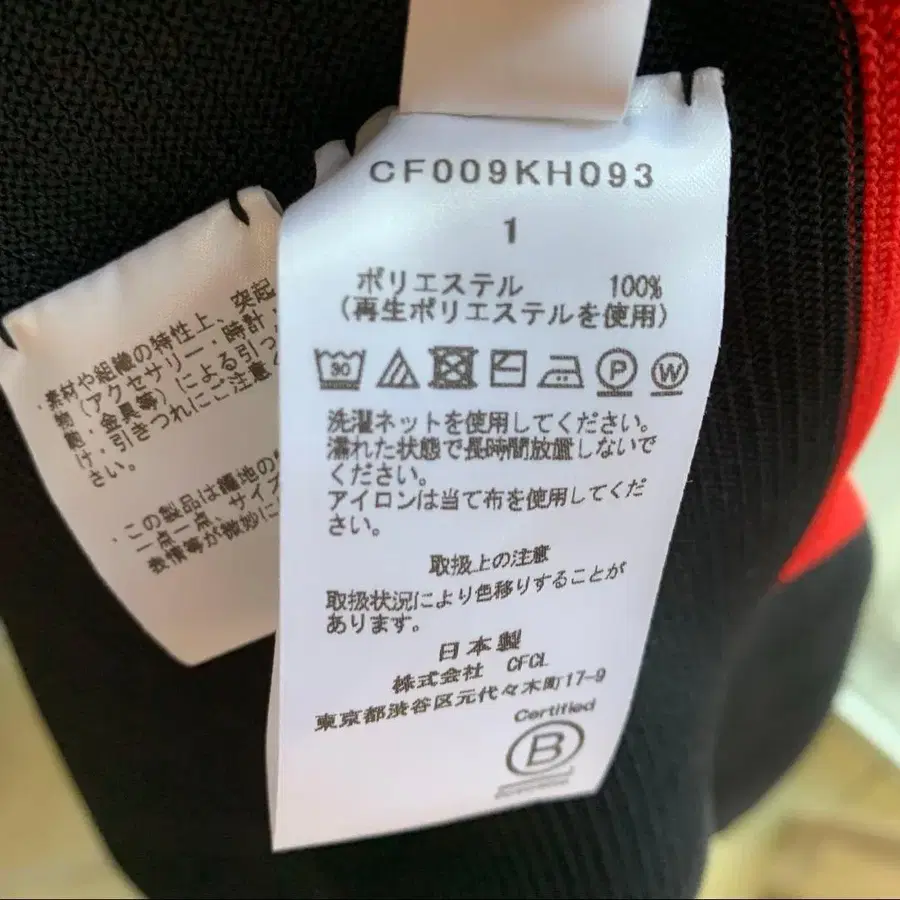 CF009KH093
1
ポリエステル 100%
(再生ポリエステルを使用)
30
P
W
洗濯ネットを使用してください。
濡れた状態で長時間放置しないで
ください。
アイロンは当て布を使用してくだ
さい。
取扱上の注意
取扱状況により色移りすることが
あります。
日本製
株式会社 CFCL
東京都渋谷区元代々木町17-9
Certified
B
・素材や組織の特性上、突起
物(アクセサリー・時計・
鞄・金具等)による引っ
け・引きつれにご注意く
さい。
・この製品は編地の
一点一点、サイズ
表情等が微妙に